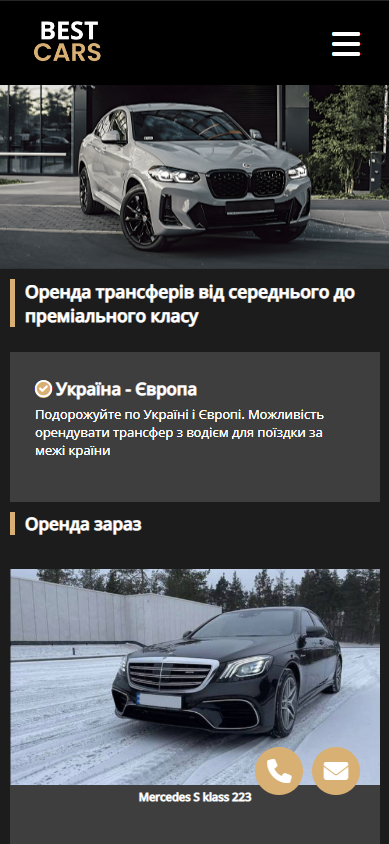 BEST
CARS
Оренда трансферів від середнього до
преміального класу
Україна - Європа
Подорожуйте по Україні і Європі. Можливість
орендувати трансфер з водієм для поїздки за
межі країни
Оренда зараз
Mercedes S klass 223